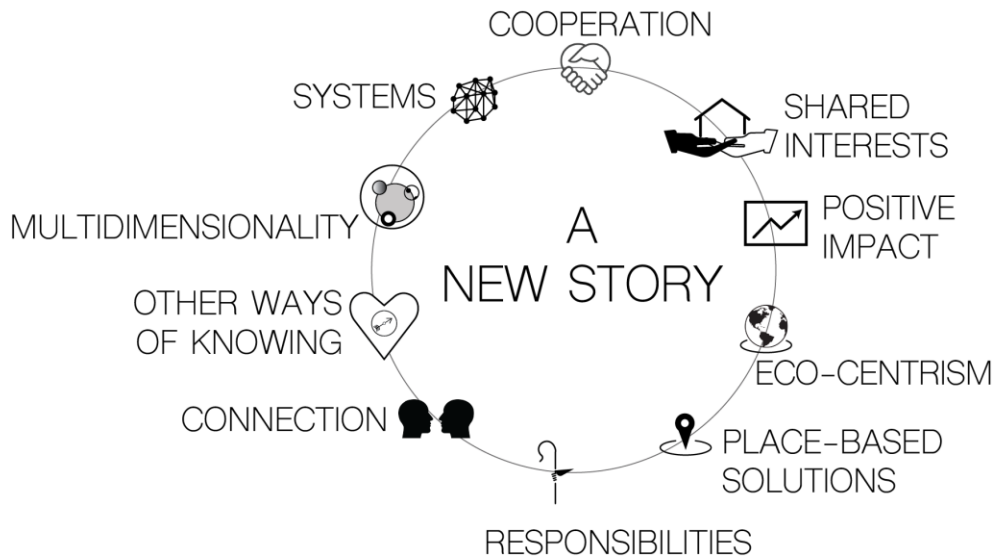 COOPERATION
SHARED
INTERESTS
POSITIVE
IMPACT
ECO-CENTRISM
PLACE-BASED
SOLUTIONS
RESPONSIBILITIES
CONNECTION
OTHER WAYS
OF KNOWING
MULTIDIMENSIONALITY
SYSTEMS
A
NEW STORY